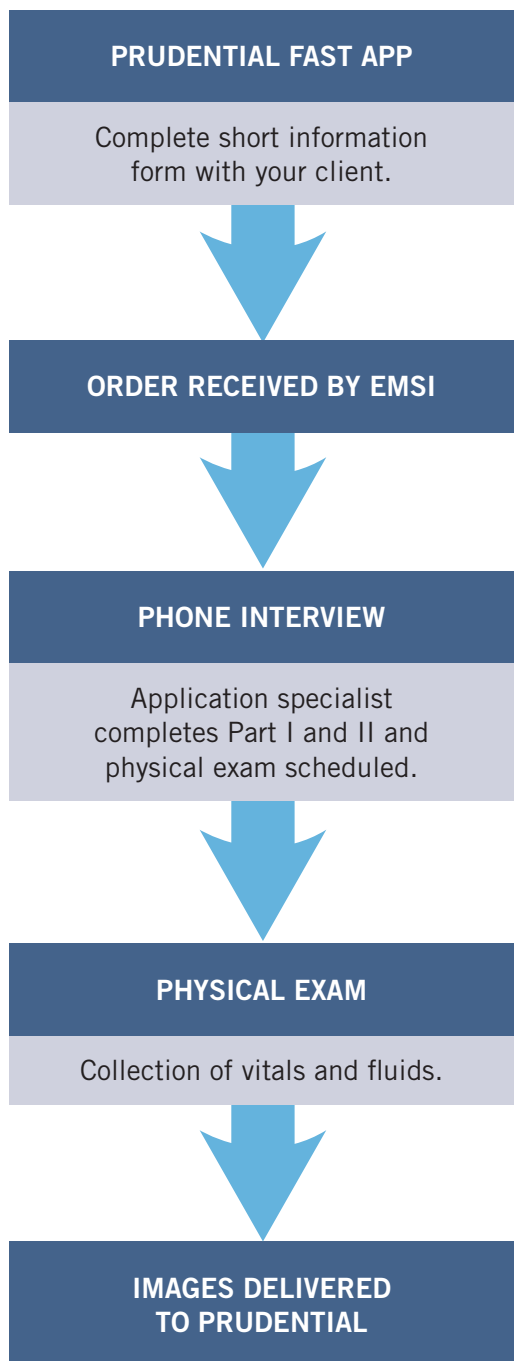 PRUDENTIAL FAST APP
Complete short information
form with your client.
ORDER RECEIVED BY EMSI
PHONE INTERVIEW
Application specialist
completes Part I and II and
physical exam scheduled.
PHYSICAL EXAM
Collection of vitals and fluids.
IMAGES DELIVERED
TO PRUDENTIAL